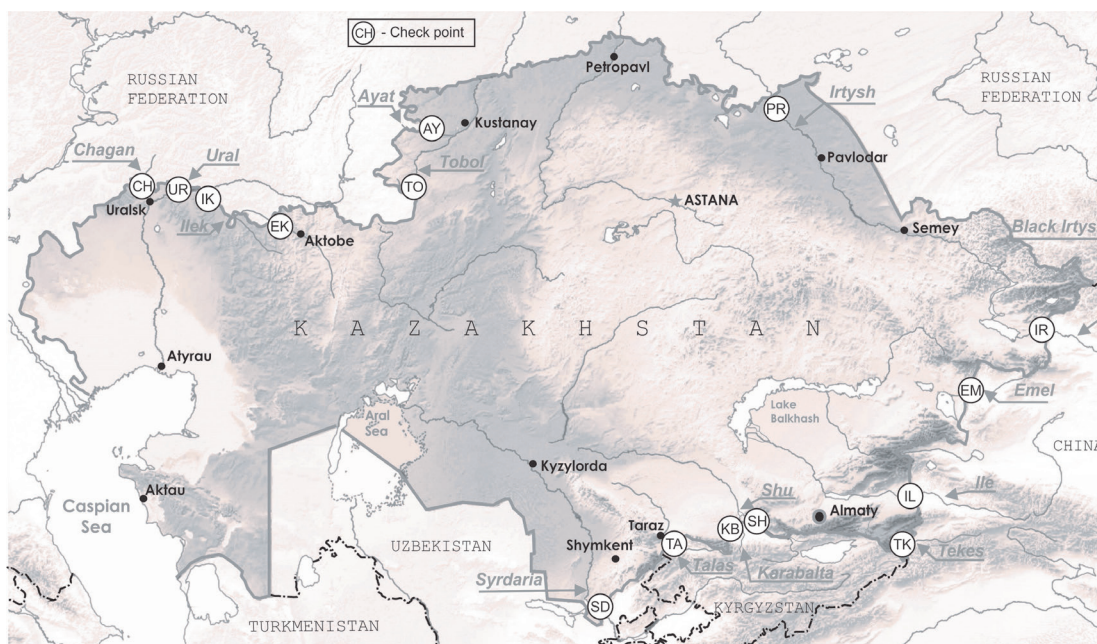 CH - Check point
RUSSIAN
FEDERATION
Petropavl
RUSSIAN
FEDERATION
Ayat
AY
Kustanay
PR
Irtysh
Chagan
Ural
Tobol
Pavlodar
CH
UR
IK
TO
Uralsk
ASTANA
Ilek
EK
Aktobe
Semey
Black Irtys
KAZAKHSTAN
IR
Atyrau
EM
Emel
Aral
Sea
Lake
Balkhash
CHINA
Kyzylorda
Aktau
Caspian
Sea
Shu
IL
Ile
Almaty
Taraz
KB
SH
UZBEKISTAN
Shymkent
TA
TK
Talas
Karabalta
Tekes
Syrdaria
SD
KYRGYZSTAN
TURKMENISTAN